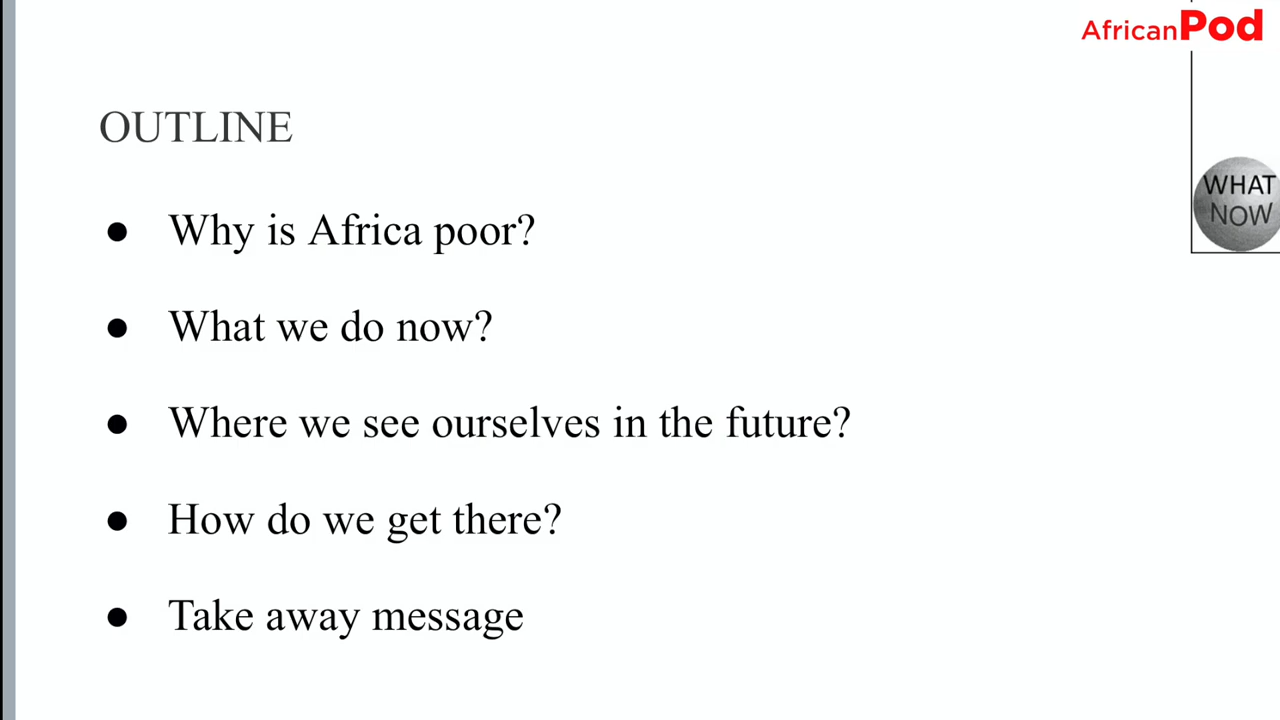 AfricanPod
OUTLINE
WHAT
NOW
● Why is Africa poor?
● What we do now?
● Where we see ourselves in the future?
● How do we get there?
● Take away message